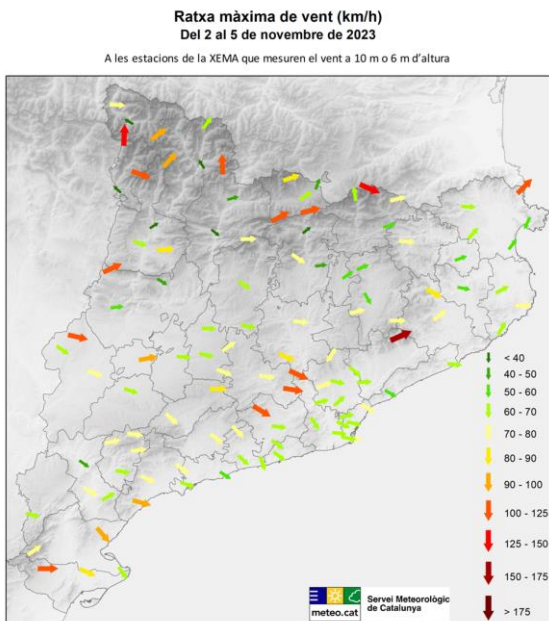 Ratxa màxima de vent (km/h)
Del 2 al 5 de novembre de 2023
A les estacions de la XEMA que mesuren el vent a 10 m o 6 m d'altura
< 40
40 - 50
50 - 60
60 - 70
70 - 80
80 - 90
90 - 100
100 - 125
125 - 150
150 - 175
> 175
meteo.cat
Servei Meteorològic
de Catalunya